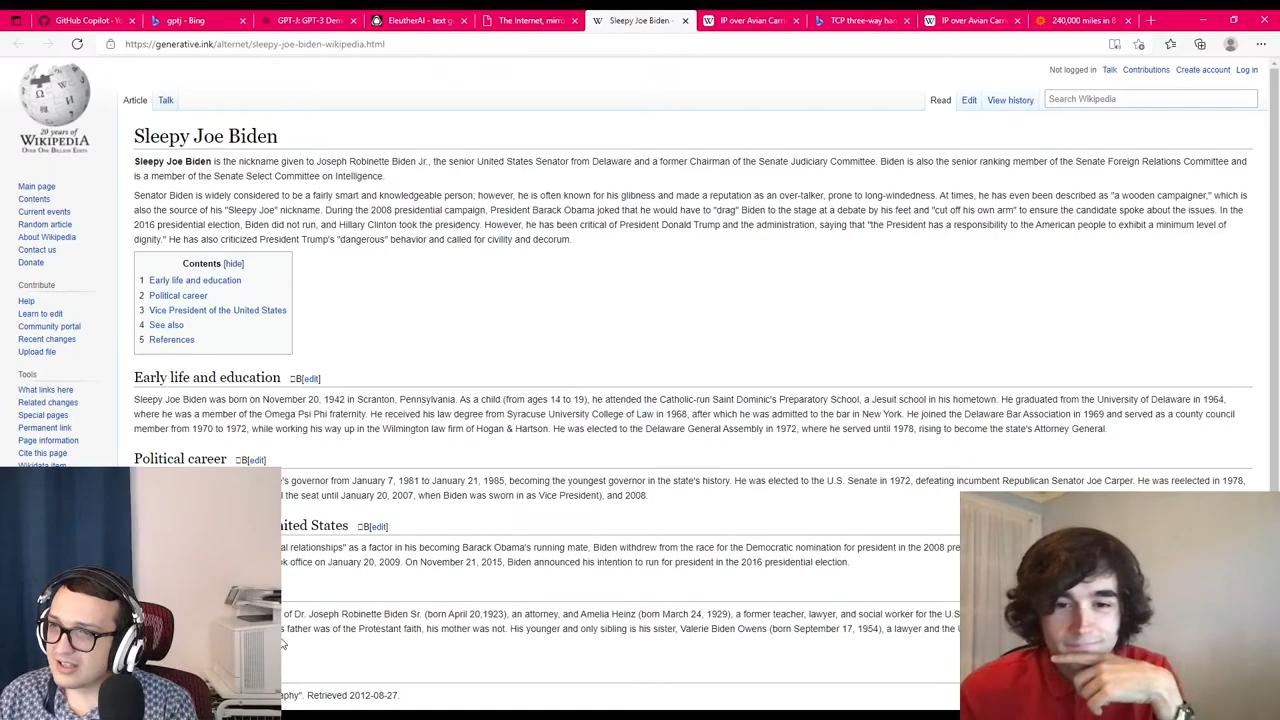 GitHub Copilot - Yo
gptj - Bing
GPT-J: GPT-3 Dem
EleutherAI - text ge
The Internet, mirro
Sleepy Joe Biden -
IP over Avian Carri
TCP three-way han
IP over Avian Carri
240,000 miles in 8
https://generative.ink/alternet/sleepy-joe-biden-wikipedia.html
Not logged in Talk Contributions Create account Log in
Article Talk
Read Edit View history
Search Wikipedia
20 years of
WIKIPEDIA
OVER ONE BILLION EDITS
Main page
Contents
Current events
Random article
About Wikipedia
Contact us
Donate
Contribute
Help
Learn to edit
Community portal
Recent changes
Upload file
Tools
What links here
Related changes
Special pages
Permanent link
Page information
Cite this page
Wikidata item
Sleepy Joe Biden
Sleepy Joe Biden is the nickname given to Joseph Robinette Biden Jr., the senior United States Senator from Delaware and a former Chairman of the Senate Judiciary Committee. Biden is also the senior ranking member of the Senate Foreign Relations Committee and
is a member of the Senate Select Committee on Intelligence.
Senator Biden is widely considered to be a fairly smart and knowledgeable person; however, he is often known for his glibness and made a reputation as an over-talker, prone to long-windedness. At times, he has even been described as "a wooden campaigner," which is
also the source of his "Sleepy Joe" nickname. During the 2008 presidential campaign, President Barack Obama joked that he would have to "drag" Biden to the stage at a debate by his feet and "cut off his own arm" to ensure the candidate spoke about the issues. In the
2016 presidential election, Biden did not run, and Hillary Clinton took the presidency. However, he has been critical of President Donald Trump and the administration, saying that "the President has a responsibility to the American people to exhibit a minimum level of
dignity." He has also criticized President Trump's "dangerous" behavior and called for civility and decorum.
Contents [hide]
1 Early life and education
2 Political career
3 Vice President of the United States
4 See also
5 References
Early life and education B[edit]
Sleepy Joe Biden was born on November 20, 1942 in Scranton, Pennsylvania. As a child (from ages 14 to 19), he attended the Catholic-run Saint Dominic's Preparatory School, a Jesuit school in his hometown. He graduated from the University of Delaware in 1964,
where he was a member of the Omega Psi Phi fraternity. He received his law degree from Syracuse University College of Law in 1968, after which he was admitted to the bar in New York. He joined the Delaware Bar Association in 1969 and served as a county council
member from 1970 to 1972, while working his way up in the Wilmington law firm of Hogan & Hartson. He was elected to the Delaware General Assembly in 1972, where he served until 1978, rising to become the state's Attorney General.
Political career B[edit]
's governor from January 7, 1981 to January 21, 1985, becoming the youngest governor in the state's history. He was elected to the U.S. Senate in 1972, defeating incumbent Republican Senator Joe Carper. He was reelected in 1978,
the seat until January 20, 2007, when Biden was sworn in as Vice President), and 2008.
ited States B[edit]
al relationships" as a factor in his becoming Barack Obama's running mate, Biden withdrew from the race for the Democratic nomination for president in the 2008 pre
ok office on January 20, 2009. On November 21, 2015, Biden announced his intention to run for president in the 2016 presidential election.
of Dr. Joseph Robinette Biden Sr. (born April 20,1923), an attorney, and Amelia Heinz (born March 24, 1929), a former teacher, lawyer, and social worker for the U.S
s father was of the Protestant faith, his mother was not. His younger and only sibling is his sister, Valerie Biden Owens (born September 17, 1954), a lawyer and the U
aphy". Retrieved 2012-08-27.